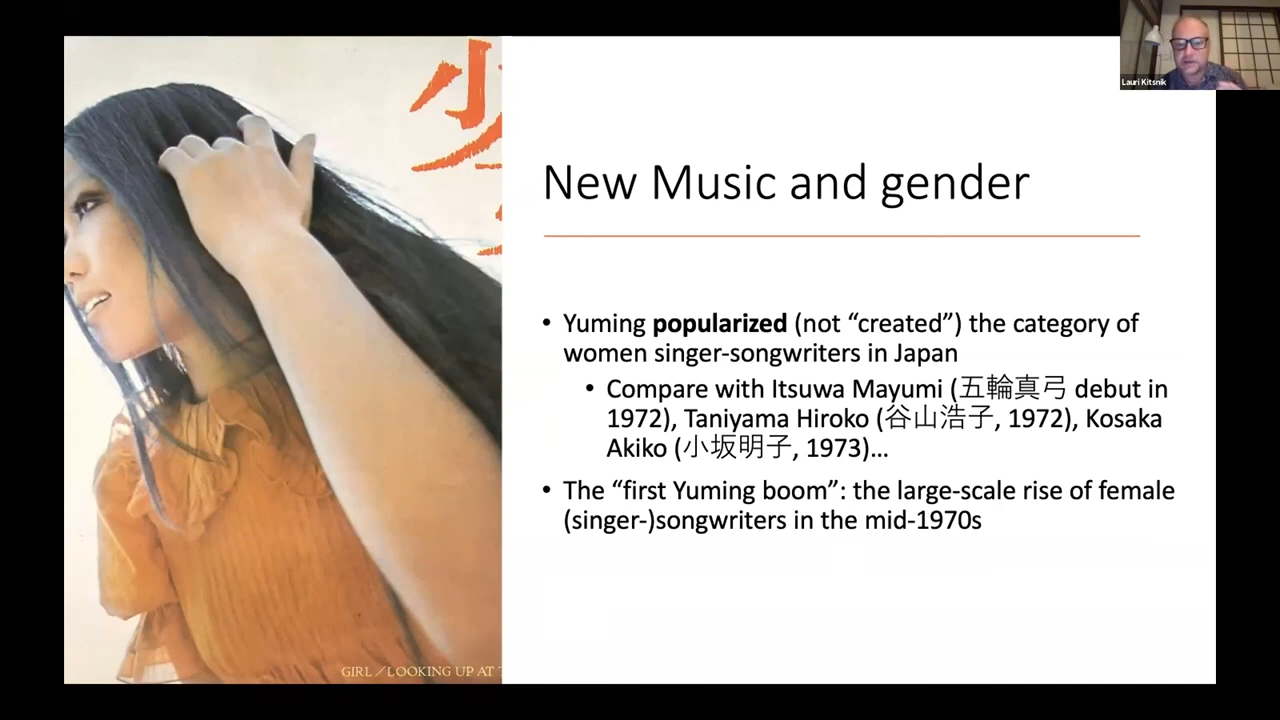 Lauri Kitsnik
少
GIRL／LOOKING UP AT
New Music and gender
• Yuming popularized (not “created”) the category of
women singer-songwriters in Japan
• Compare with Itsuwa Mayumi (五輪真弓 debut in
1972), Taniyama Hiroko (谷山浩子, 1972), Kosaka
Akiko (小坂明子, 1973)…
• The “first Yuming boom”: the large-scale rise of female
(singer-)songwriters in the mid-1970s